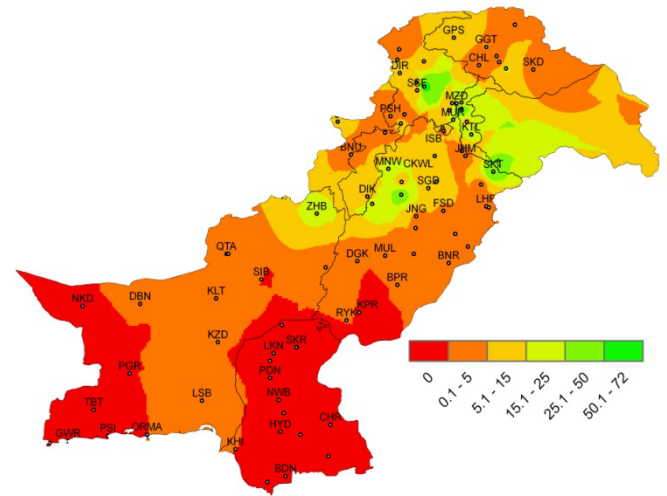 GPS
GGT
CHL
SKD
DIR
MZD
PSH
MUR
KTL
ISB
BNU
JHM
MNW
CKWL
SKT
SGD
DIK
ZHB
LHR
JNG
FSD
QTA
DGK
MUL
BNR
SIB
BPR
KLT
NKD
DBN
RYK
KPR
KZD
LKN
SKR
PGR
PDN
LSB
NWB
TBT
CHR
HYD
GWR
PSI
ORMA
KHI
BDN
0
0.1 - 5
5.1 - 15
15.1 - 25
25.1 - 50
50.1 - 72